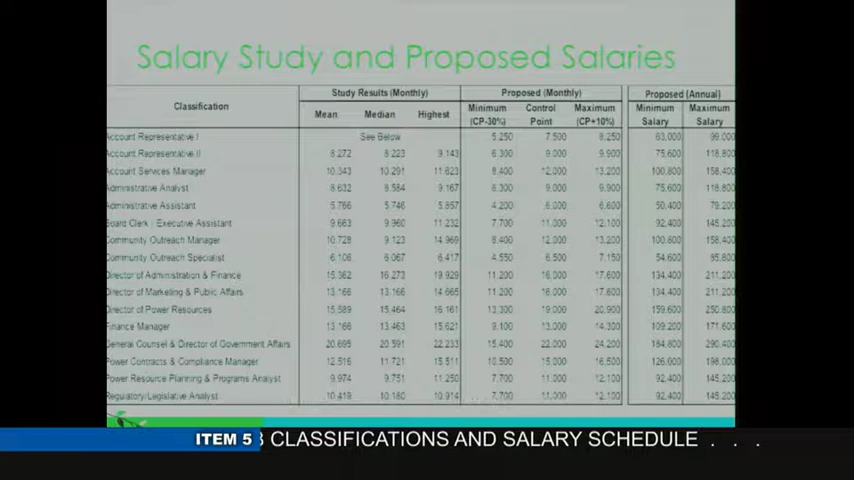 Salary Study and Proposed Salaries
Study Results (Monthly) Proposed (Monthly) Proposed (Annual)
Classification Mean Median Highest Minimum (CP-30%) Control Point Maximum (CP+10%) Minimum Salary Maximum Salary
Account Representative I See Below 5,250 7,500 8,250 63,000 99,000
Account Representative II 8,272 8,223 9,143 6,300 9,000 9,900 75,600 118,800
Account Services Manager 10,343 10,291 11,623 8,400 12,000 13,200 100,800 158,400
Administrative Analyst 8,632 8,584 9,167 6,300 9,000 9,900 75,600 118,800
Administrative Assistant 5,766 5,746 5,857 4,200 6,000 6,600 50,400 79,200
Board Clerk / Executive Assistant 9,663 9,960 11,232 7,700 11,000 12,100 92,400 145,200
Community Outreach Manager 10,728 9,123 14,969 8,400 12,000 13,200 100,800 158,400
Community Outreach Specialist 6,106 6,067 6,417 4,550 6,500 7,150 54,600 85,800
Director of Administration & Finance 15,362 16,273 19,929 11,200 16,000 17,600 134,400 211,200
Director of Marketing & Public Affairs 13,166 13,166 14,665 11,200 16,000 17,600 134,400 211,200
Director of Power Resources 15,589 15,464 16,161 13,300 19,000 20,900 159,600 250,800
Finance Manager 13,166 13,463 15,621 9,100 13,000 14,300 109,200 171,600
General Counsel & Director of Government Affairs 20,695 20,591 22,233 15,400 22,000 24,200 184,800 290,400
Power Contracts & Compliance Manager 12,516 11,721 15,511 10,500 15,000 16,500 126,000 198,000
Power Resource Planning & Programs Analyst 9,974 9,751 11,250 7,700 11,000 12,100 92,400 145,200
Regulatory/Legislative Analyst 10,419 10,180 10,914 7,700 11,000 12,100 92,400 145,200
ITEM 5 CLASSIFICATIONS AND SALARY SCHEDULE . . .